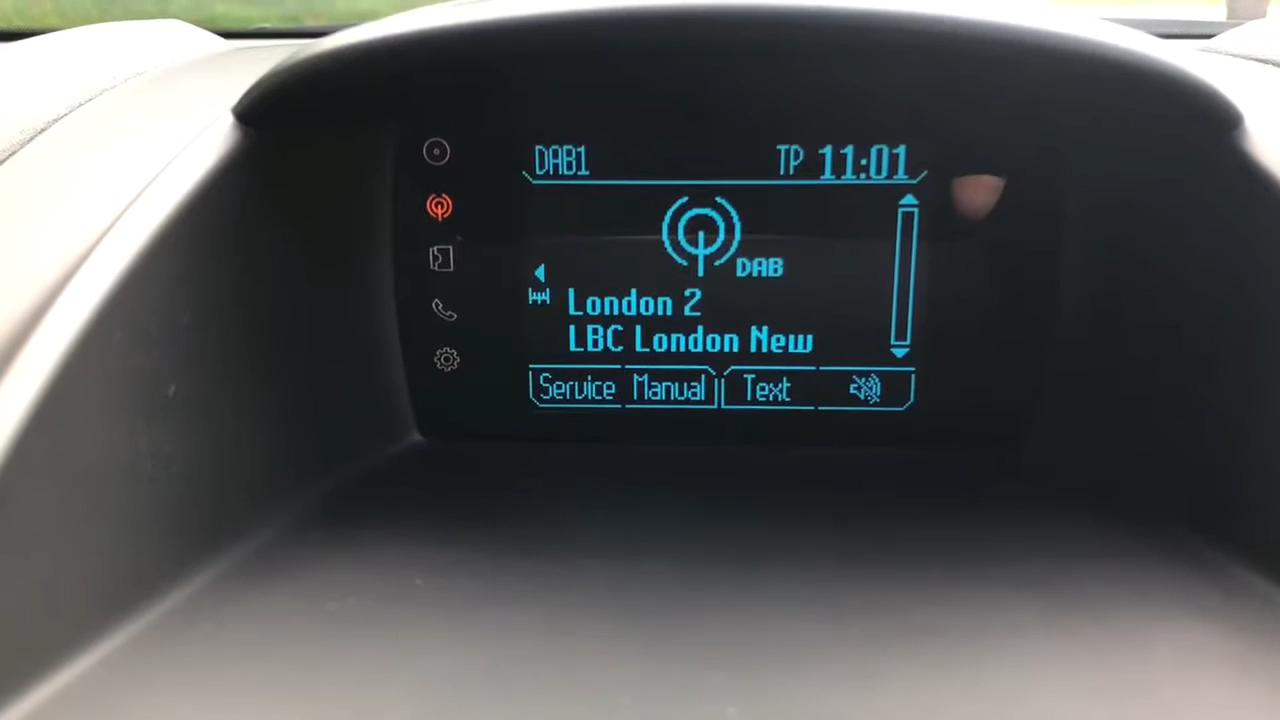 DAB1 TP 11:01
DAB
London 2
LBC London New
Service Manual Text